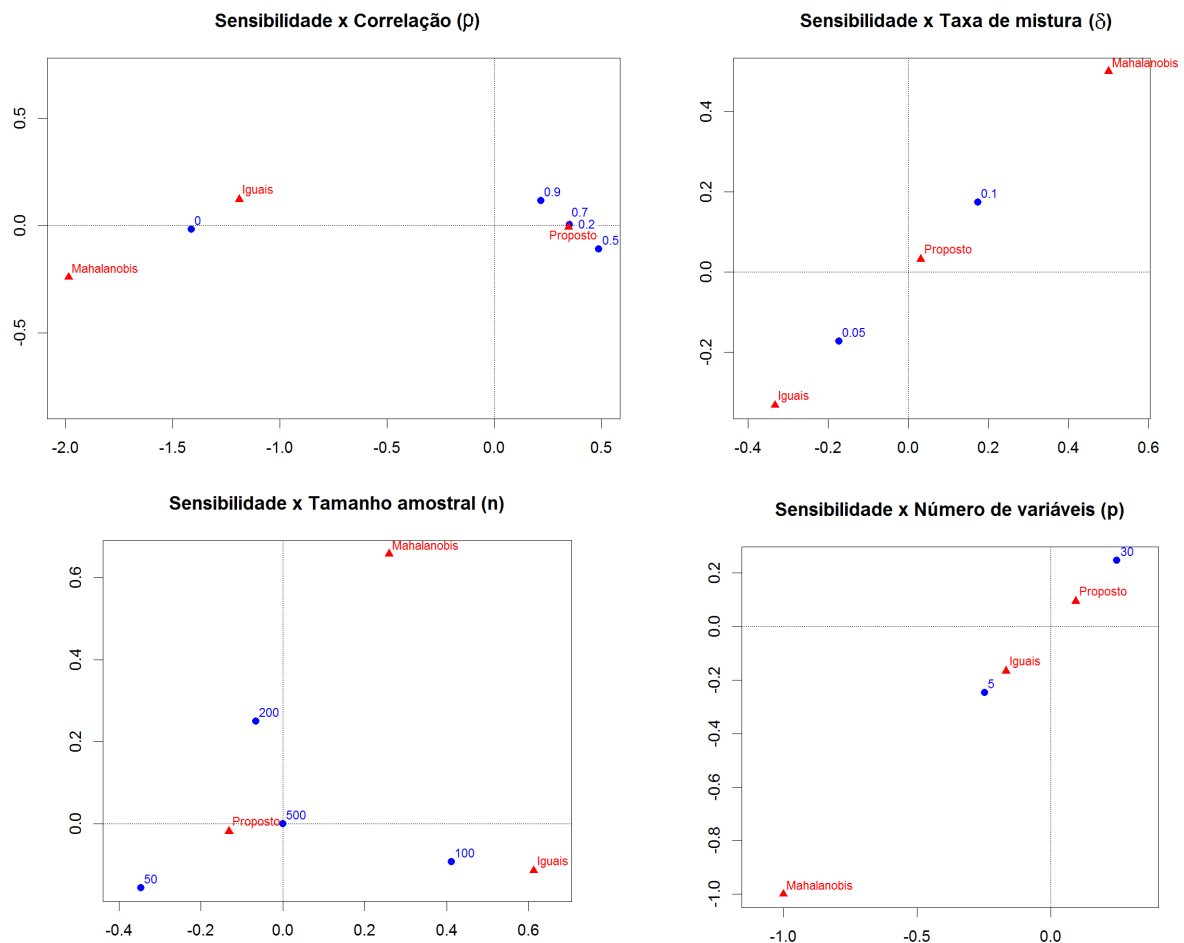 Sensibilidade x Correlação (ρ)
0.5
0.0
-0.5
-2.0 -1.5 -1.0 -0.5 0.0 0.5
Mahalanobis
0
Iguais
0.9
0.7
0.2
Proposto
0.5
Sensibilidade x Taxa de mistura (δ)
0.4
0.2
0.0
-0.2
-0.4 -0.2 0.0 0.2 0.4 0.6
Mahalanobis
0.1
Proposto
0.05
Iguais
Sensibilidade x Tamanho amostral (n)
0.6
0.4
0.2
0.0
-0.4 -0.2 0.0 0.2 0.4 0.6
Mahalanobis
200
Proposto
500
100
Iguais
50
Sensibilidade x Número de variáveis (p)
0.2
0.0
-0.2
-0.4
-0.6
-0.8
-1.0
-1.0 -0.5 0.0
30
Proposto
Iguais
5
Mahalanobis